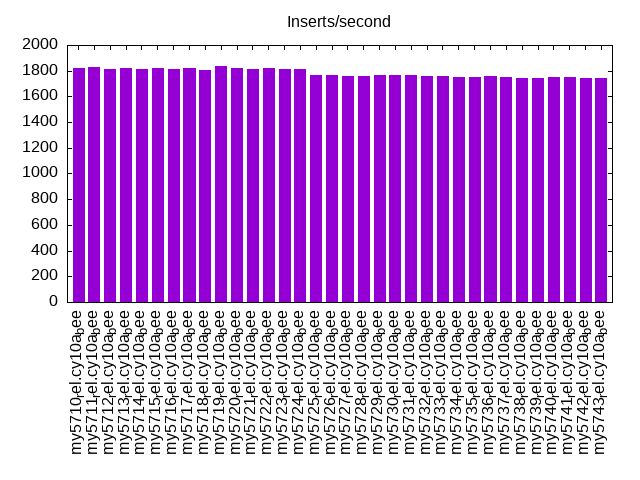 Inserts/second
2000
1800
1600
1400
1200
1000
800
600
400
200
0
my5710rel.cy10abee
my5711rel.cy10abee
my5712rel.cy10abee
my5713rel.cy10abee
my5714rel.cy10abee
my5715rel.cy10abee
my5716rel.cy10abee
my5717rel.cy10abee
my5718rel.cy10abee
my5719rel.cy10abee
my5720rel.cy10abee
my5721rel.cy10abee
my5722rel.cy10abee
my5723rel.cy10abee
my5724rel.cy10abee
my5725rel.cy10abee
my5726rel.cy10abee
my5727rel.cy10abee
my5728rel.cy10abee
my5729rel.cy10abee
my5730rel.cy10abee
my5731rel.cy10abee
my5732rel.cy10abee
my5733rel.cy10abee
my5734rel.cy10abee
my5735rel.cy10abee
my5736rel.cy10abee
my5737rel.cy10abee
my5738rel.cy10abee
my5739rel.cy10abee
my5740rel.cy10abee
my5741rel.cy10abee
my5742rel.cy10abee
my5743rel.cy10abee